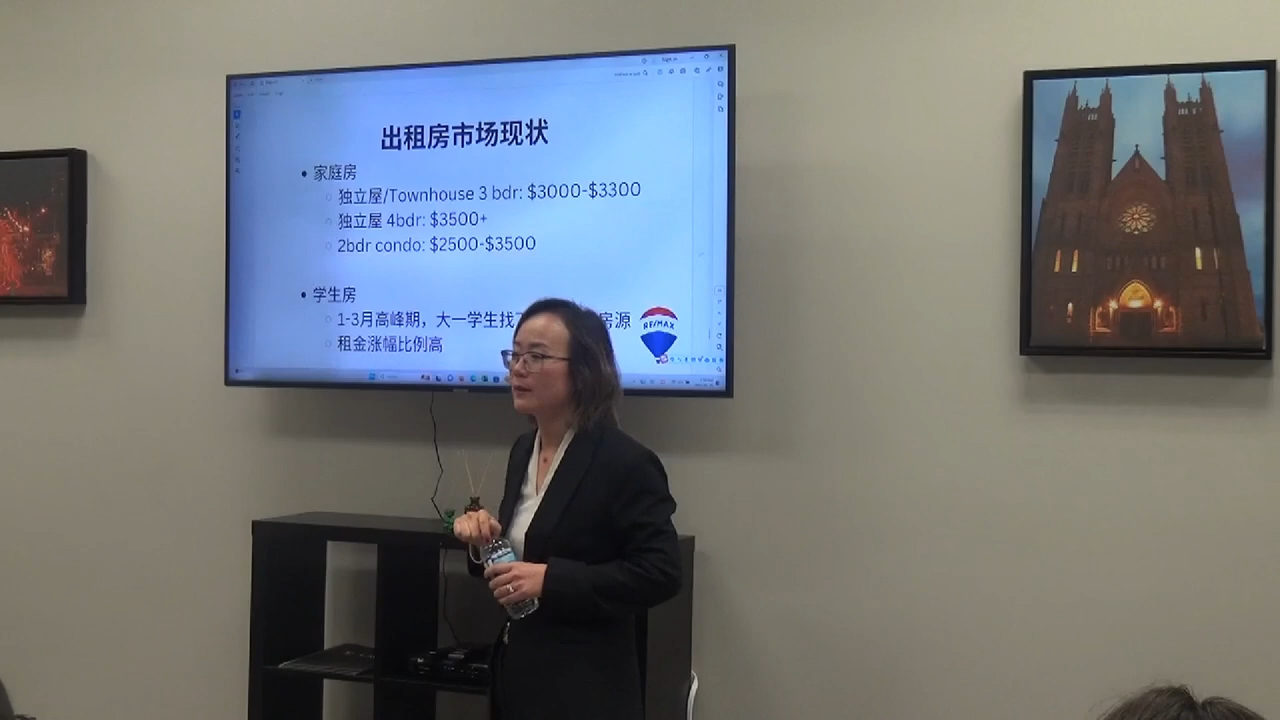 Sign in
出租房市场现状
家庭房
独立屋/Townhouse 3 bdr: $3000-$3300
独立屋 4bdr: $3500+
2bdr condo: $2500-$3500
学生房
1-3月高峰期，大一学生找 房源
RE/MAX
租金涨幅比例高